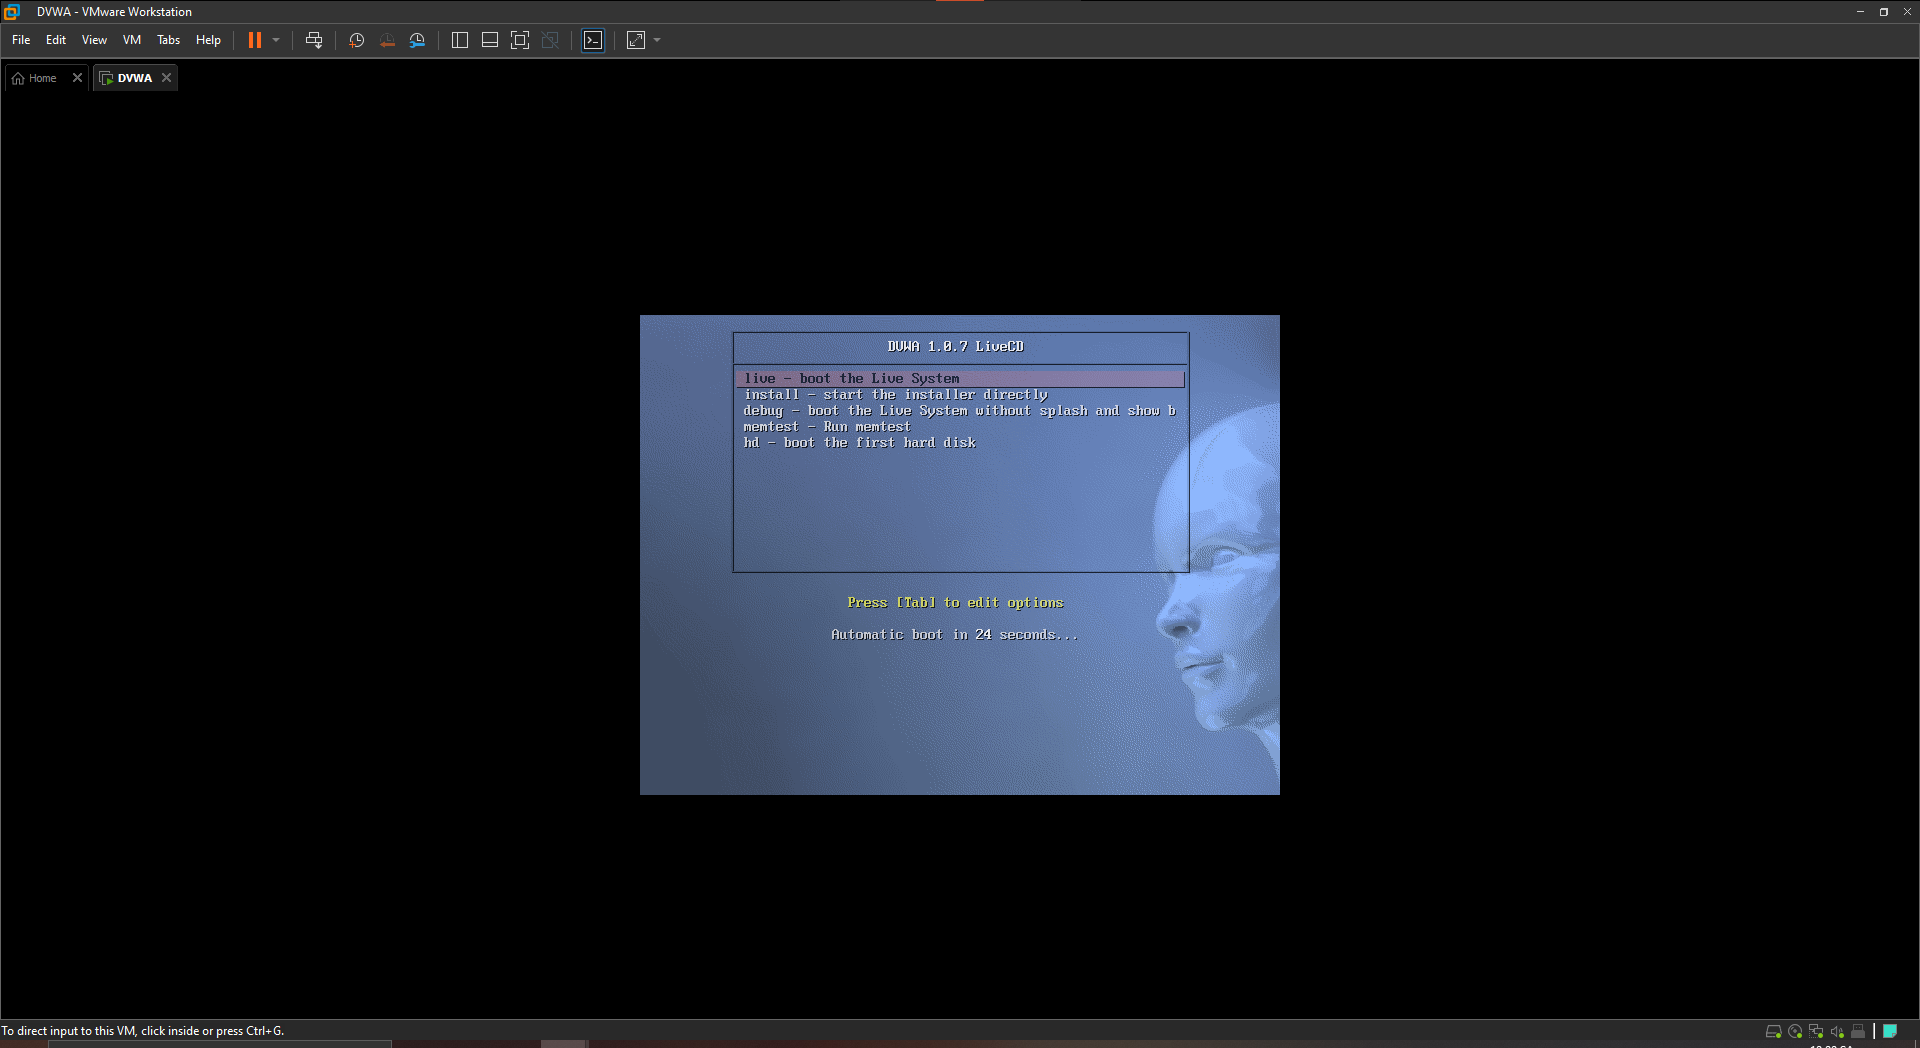 DVWA - VMware Workstation
File Edit View VM Tabs Help
Home DVWA
DVWA 1.0.7 LiveCD
live - boot the Live System
install - start the installer directly
debug - boot the Live System without splash and show b
memtest - Run memtest
hd - boot the first hard disk
Press [Tab] to edit options
Automatic boot in 24 seconds...
To direct input to this VM, click inside or press Ctrl+G.